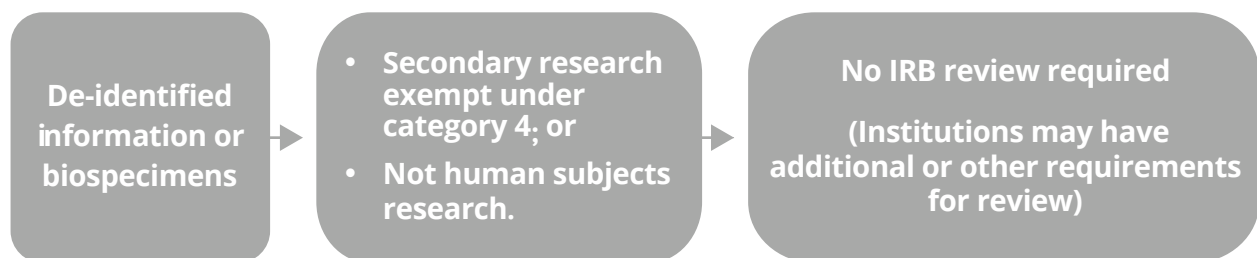 De-identified
information or
biospecimens
• Secondary research
exempt under
category 4; or
• Not human subjects
research.
No IRB review required
(Institutions may have
additional or other requirements
for review)